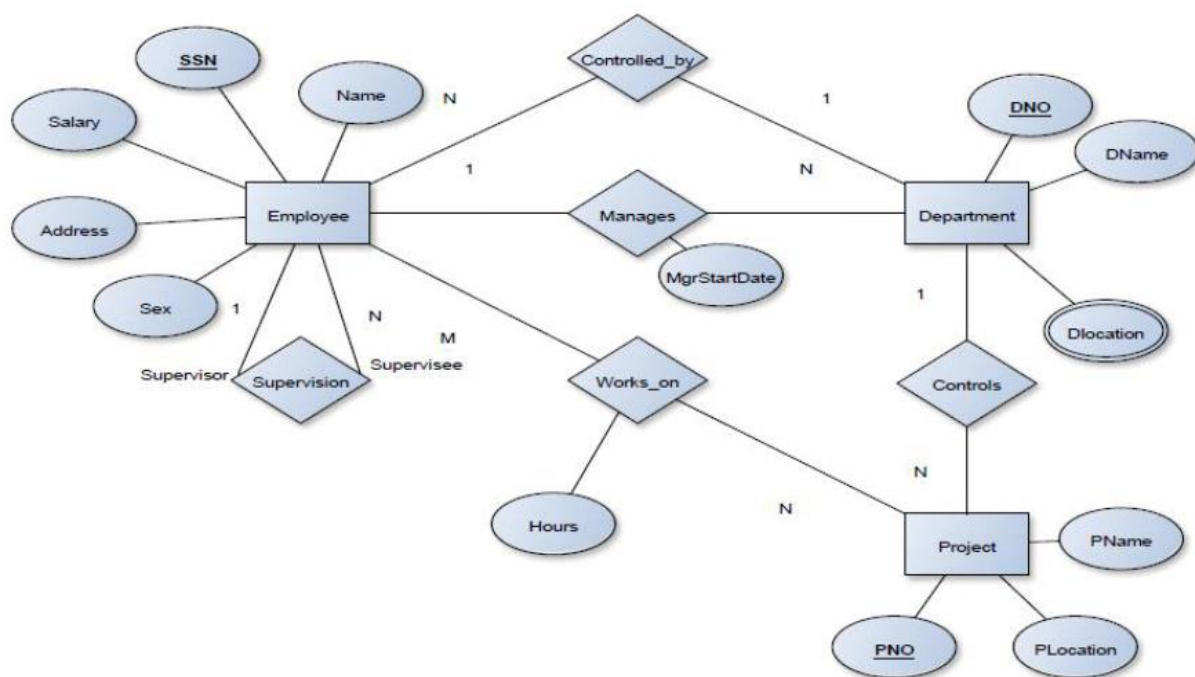 SSN
Controlled_by
Name
N
1
DNO
Salary
DName
1
N
Employee
Manages
Department
Address
MgrStartDate
Sex
1
N
1
Dlocation
M
Supervisor
Supervision
Supervisee
Works_on
Controls
N
Hours
N
Project
PName
PNO
PLocation